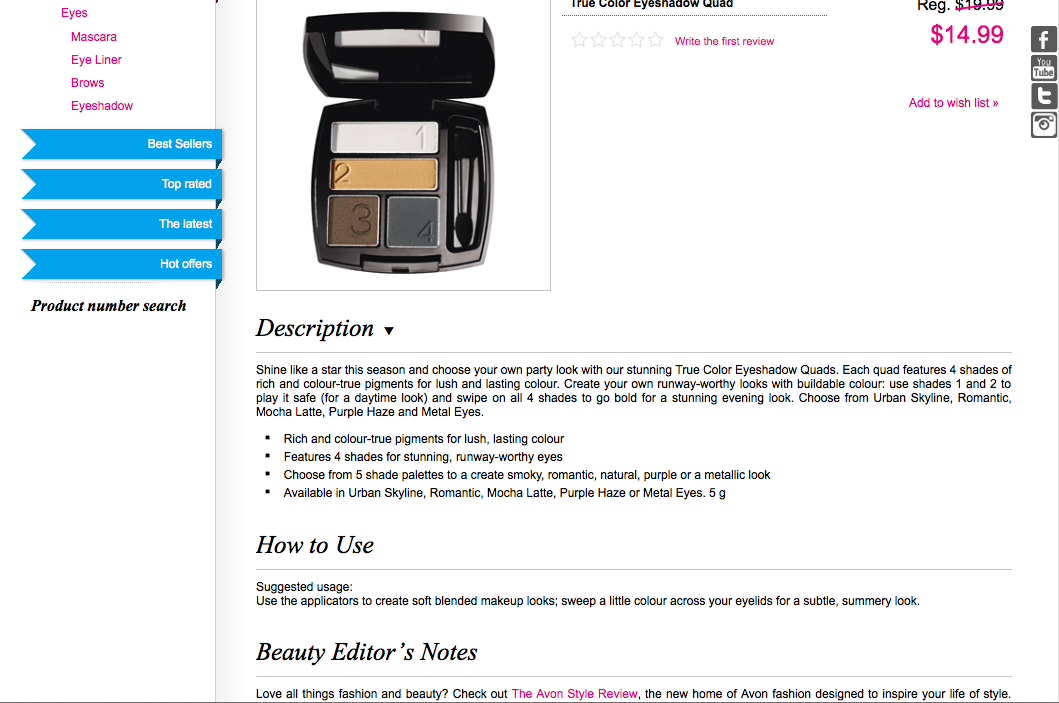 Eyes
Mascara
Eye Liner
Brows
Eyeshadow
Best Sellers
Top rated
The latest
Hot offers
Product number search
1
2
3
4
True Color Eyeshadow Quad
Write the first review
Reg. $19.99
$14.99
Add to wish list »
f
You
Tube
t
Description ▼
Shine like a star this season and choose your own party look with our stunning True Color Eyeshadow Quads. Each quad features 4 shades of
rich and colour-true pigments for lush and lasting colour. Create your own runway-worthy looks with buildable colour: use shades 1 and 2 to
play it safe (for a daytime look) and swipe on all 4 shades to go bold for a stunning evening look. Choose from Urban Skyline, Romantic,
Mocha Latte, Purple Haze and Metal Eyes.
▪ Rich and colour-true pigments for lush, lasting colour
▪ Features 4 shades for stunning, runway-worthy eyes
▪ Choose from 5 shade palettes to a create smoky, romantic, natural, purple or a metallic look
▪ Available in Urban Skyline, Romantic, Mocha Latte, Purple Haze or Metal Eyes. 5 g
How to Use
Suggested usage:
Use the applicators to create soft blended makeup looks; sweep a little colour across your eyelids for a subtle, summery look.
Beauty Editor's Notes
Love all things fashion and beauty? Check out The Avon Style Review, the new home of Avon fashion designed to inspire your life of style.